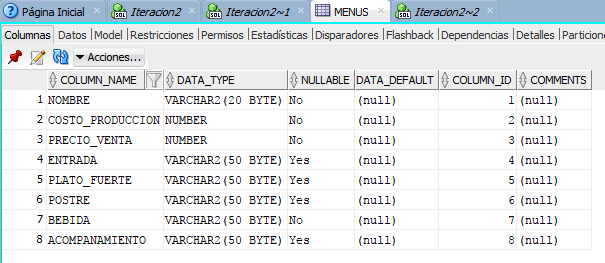 Página Inicial Iteracion2 Iteracion2~1 MENUS Iteracion2~2
Columnas Datos Model Restricciones Permisos Estadísticas Disparadores Flashback Dependencias Detalles Particione
Acciones...
COLUMN_NAME DATA_TYPE NULLABLE DATA_DEFAULT COLUMN_ID COMMENTS
1 NOMBRE VARCHAR2(20 BYTE) No (null) 1 (null)
2 COSTO_PRODUCCION NUMBER No (null) 2 (null)
3 PRECIO_VENTA NUMBER No (null) 3 (null)
4 ENTRADA VARCHAR2(50 BYTE) Yes (null) 4 (null)
5 PLATO_FUERTE VARCHAR2(50 BYTE) Yes (null) 5 (null)
6 POSTRE VARCHAR2(50 BYTE) Yes (null) 6 (null)
7 BEBIDA VARCHAR2(50 BYTE) No (null) 7 (null)
8 ACOMPANAMIENTO VARCHAR2(50 BYTE) Yes (null) 8 (null)